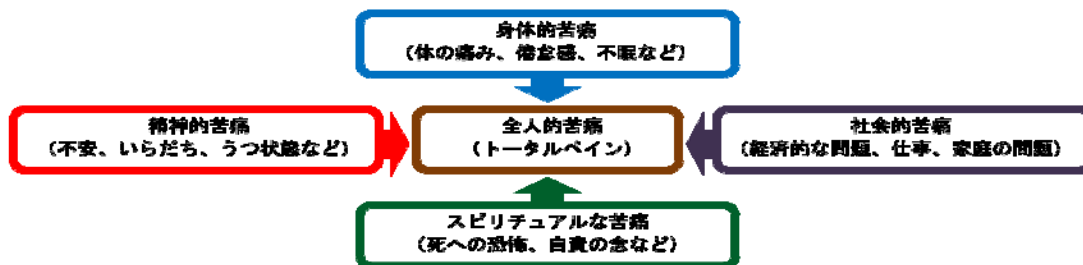 身体的苦痛
（体の痛み、倦怠感、不眠など）
精神的苦痛
（不安、いらだち、うつ状態など）
全人的苦痛
（トータルペイン）
社会的苦痛
（経済的な問題、仕事、家庭の問題）
スピリチュアルな苦痛
（死への恐怖、自責の念など）